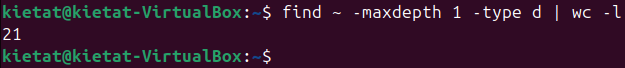 kietat@kietat-VirtualBox:~$ find ~ -maxdepth 1 -type d | wc -l
21
kietat@kietat-VirtualBox:~$